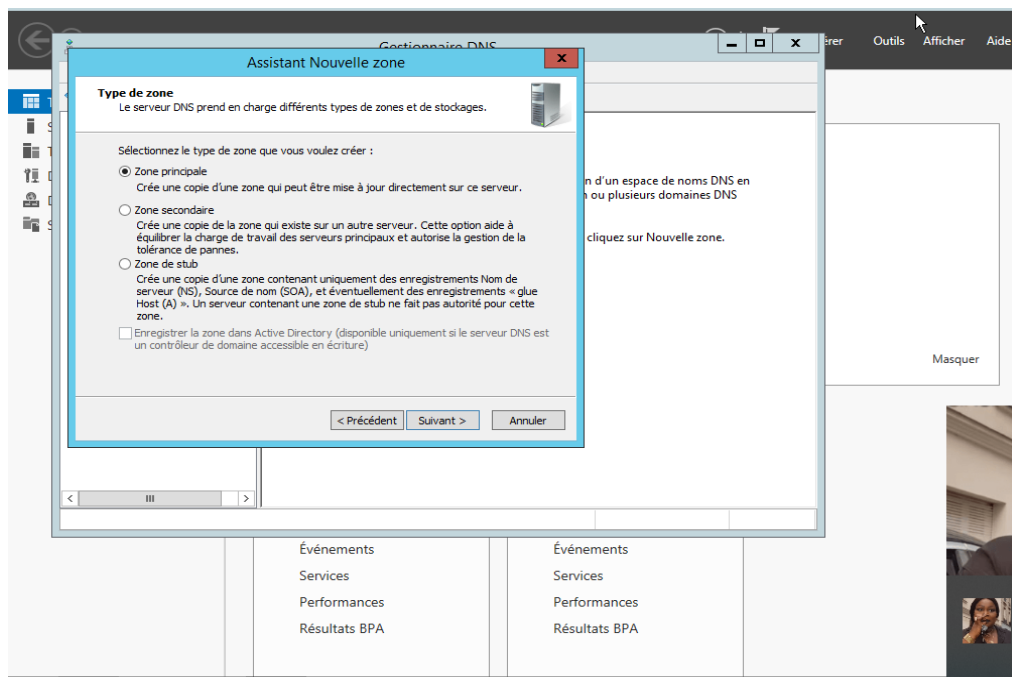 Gestionnaire DNS
Outils Afficher Aide
Assistant Nouvelle zone
Type de zone
Le serveur DNS prend en charge différents types de zones et de stockages.
Sélectionnez le type de zone que vous voulez créer :
Zone principale
Crée une copie d'une zone qui peut être mise à jour directement sur ce serveur.
Zone secondaire
Crée une copie de la zone qui existe sur un autre serveur. Cette option aide à
équilibrer la charge de travail des serveurs principaux et autorise la gestion de la
tolérance de pannes.
Zone de stub
Crée une copie d'une zone contenant uniquement des enregistrements Nom de
serveur (NS), Source de nom (SOA), et éventuellement des enregistrements « glue
Host (A) ». Un serveur contenant une zone de stub ne fait pas autorité pour cette
zone.
Enregistrer la zone dans Active Directory (disponible uniquement si le serveur DNS est
un contrôleur de domaine accessible en écriture)
< Précédent Suivant > Annuler
d'un espace de noms DNS en
ou plusieurs domaines DNS
cliquez sur Nouvelle zone.
Masquer
Événements Événements
Services Services
Performances Performances
Résultats BPA Résultats BPA